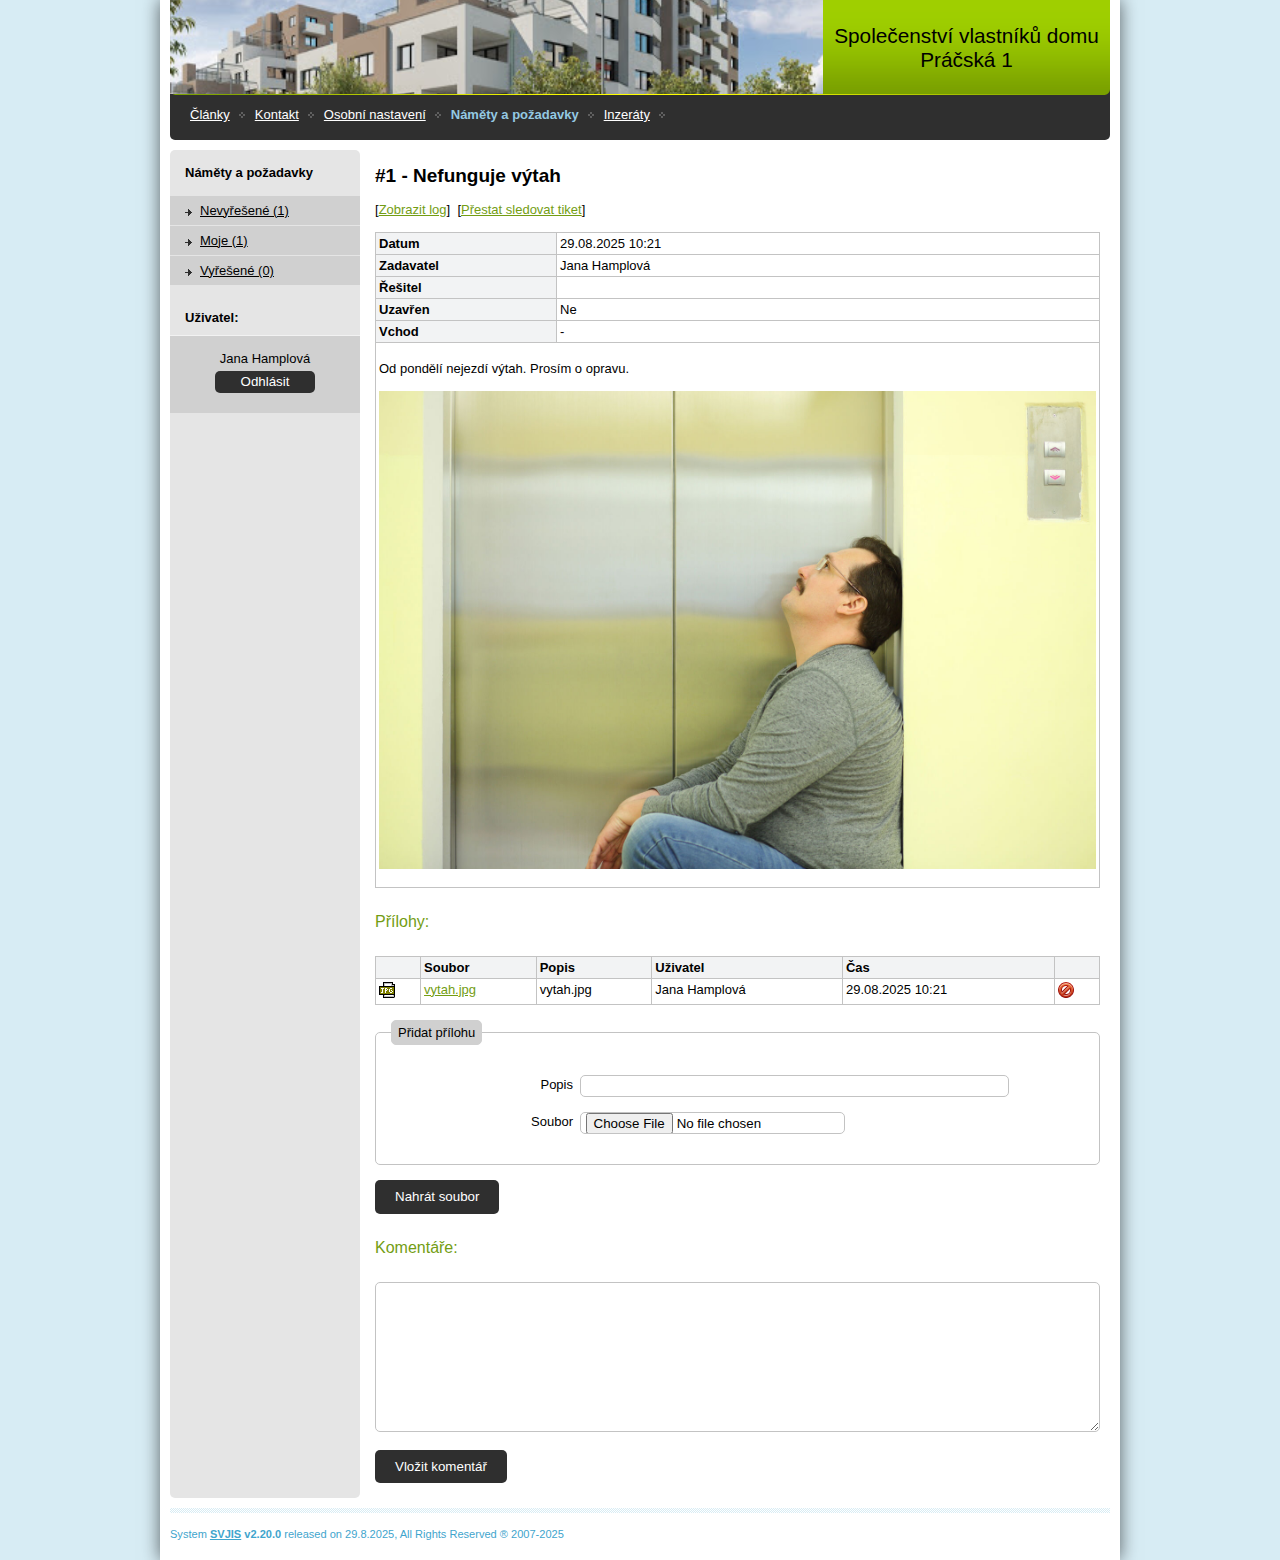 Společenství vlastníků domu
Práčská 1
Články Kontakt Osobní nastavení Náměty a požadavky Inzeráty
Náměty a požadavky
Nevyřešené (1)
Moje (1)
Vyřešené (0)
Uživatel:
Jana Hamplová
Odhlásit
#1 - Nefunguje výtah
[Zobrazit log] [Přestat sledovat tiket]
Datum 29.08.2025 10:21
Zadavatel Jana Hamplová
Řešitel
Uzavřen Ne
Vchod -
Od pondělí nejezdí výtah. Prosím o opravu.
Přílohy:
Soubor Popis Uživatel Čas
vytah.jpg vytah.jpg Jana Hamplová 29.08.2025 10:21
Přidat přílohu
Popis
Soubor Choose File No file chosen
Nahrát soubor
Komentáře:
Vložit komentář
System SVJIS v2.20.0 released on 29.8.2025, All Rights Reserved ® 2007-2025